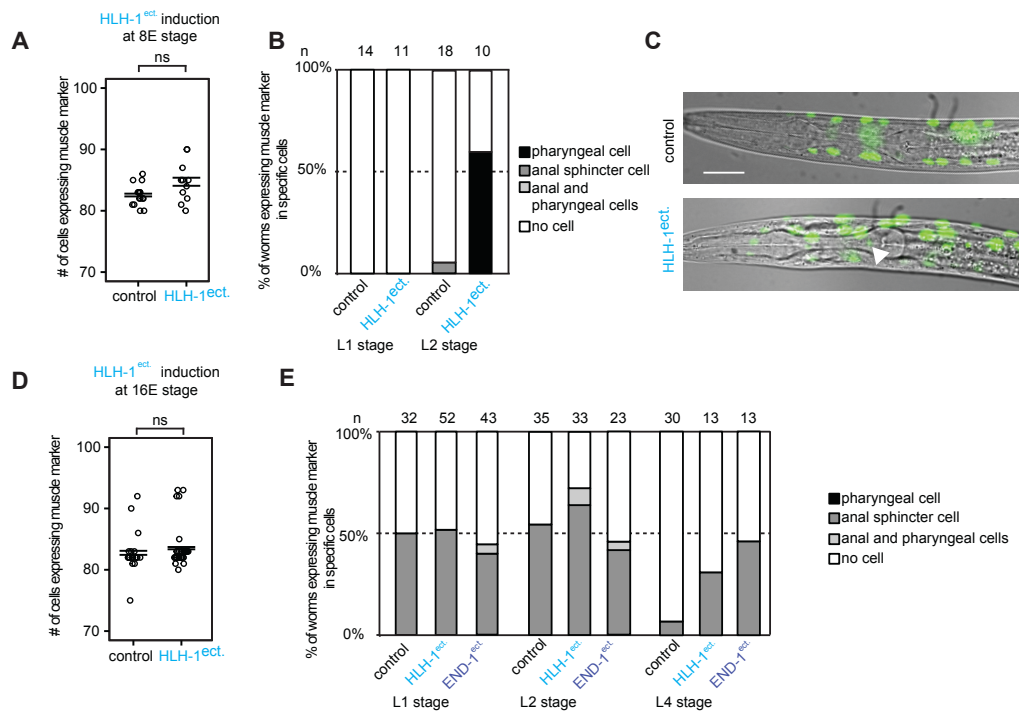 A
HLH-1ect. induction
at 8E stage
ns
# of cells expressing muscle marker
100
90
80
70
control HLH-1ect.
B
n 14 11 18 10
% of worms expressing muscle marker
in specific cells
100%
50%
0%
control
HLH-1ect.
control
HLH-1ect.
L1 stage L2 stage
pharyngeal cell
anal sphincter cell
anal and
pharyngeal cells
no cell
C
control
HLH-1ect.
D
HLH-1ect. induction
at 16E stage
ns
# of cells expressing muscle marker
100
90
80
70
control HLH-1ect.
E
n 32 52 43 35 33 23 30 13 13
% of worms expressing muscle marker
in specific cells
100%
50%
0%
control
HLH-1ect.
END-1ect.
control
HLH-1ect.
END-1ect.
control
HLH-1ect.
END-1ect.
L1 stage L2 stage L4 stage
pharyngeal cell
anal sphincter cell
anal and pharyngeal cells
no cell